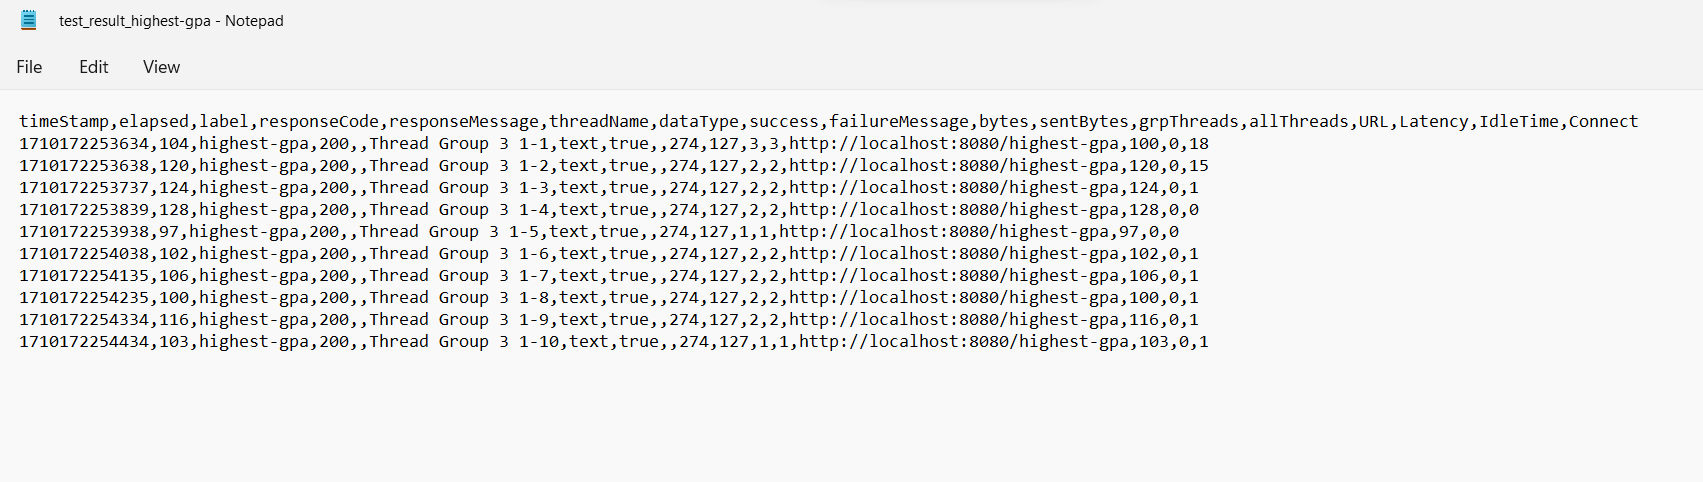 test_result_highest-gpa - Notepad
File Edit View
timeStamp,elapsed,label,responseCode,responseMessage,threadName,dataType,success,failureMessage,bytes,sentBytes,grpThreads,allThreads,URL,Latency,IdleTime,Connect
1710172253634,104,highest-gpa,200,,Thread Group 3 1-1,text,true,,274,127,3,3,http://localhost:8080/highest-gpa,100,0,18
1710172253638,120,highest-gpa,200,,Thread Group 3 1-2,text,true,,274,127,2,2,http://localhost:8080/highest-gpa,120,0,15
1710172253737,124,highest-gpa,200,,Thread Group 3 1-3,text,true,,274,127,2,2,http://localhost:8080/highest-gpa,124,0,1
1710172253839,128,highest-gpa,200,,Thread Group 3 1-4,text,true,,274,127,2,2,http://localhost:8080/highest-gpa,128,0,0
1710172253938,97,highest-gpa,200,,Thread Group 3 1-5,text,true,,274,127,1,1,http://localhost:8080/highest-gpa,97,0,0
1710172254038,102,highest-gpa,200,,Thread Group 3 1-6,text,true,,274,127,2,2,http://localhost:8080/highest-gpa,102,0,1
1710172254135,106,highest-gpa,200,,Thread Group 3 1-7,text,true,,274,127,2,2,http://localhost:8080/highest-gpa,106,0,1
1710172254235,100,highest-gpa,200,,Thread Group 3 1-8,text,true,,274,127,2,2,http://localhost:8080/highest-gpa,100,0,1
1710172254334,116,highest-gpa,200,,Thread Group 3 1-9,text,true,,274,127,2,2,http://localhost:8080/highest-gpa,116,0,1
1710172254434,103,highest-gpa,200,,Thread Group 3 1-10,text,true,,274,127,1,1,http://localhost:8080/highest-gpa,103,0,1